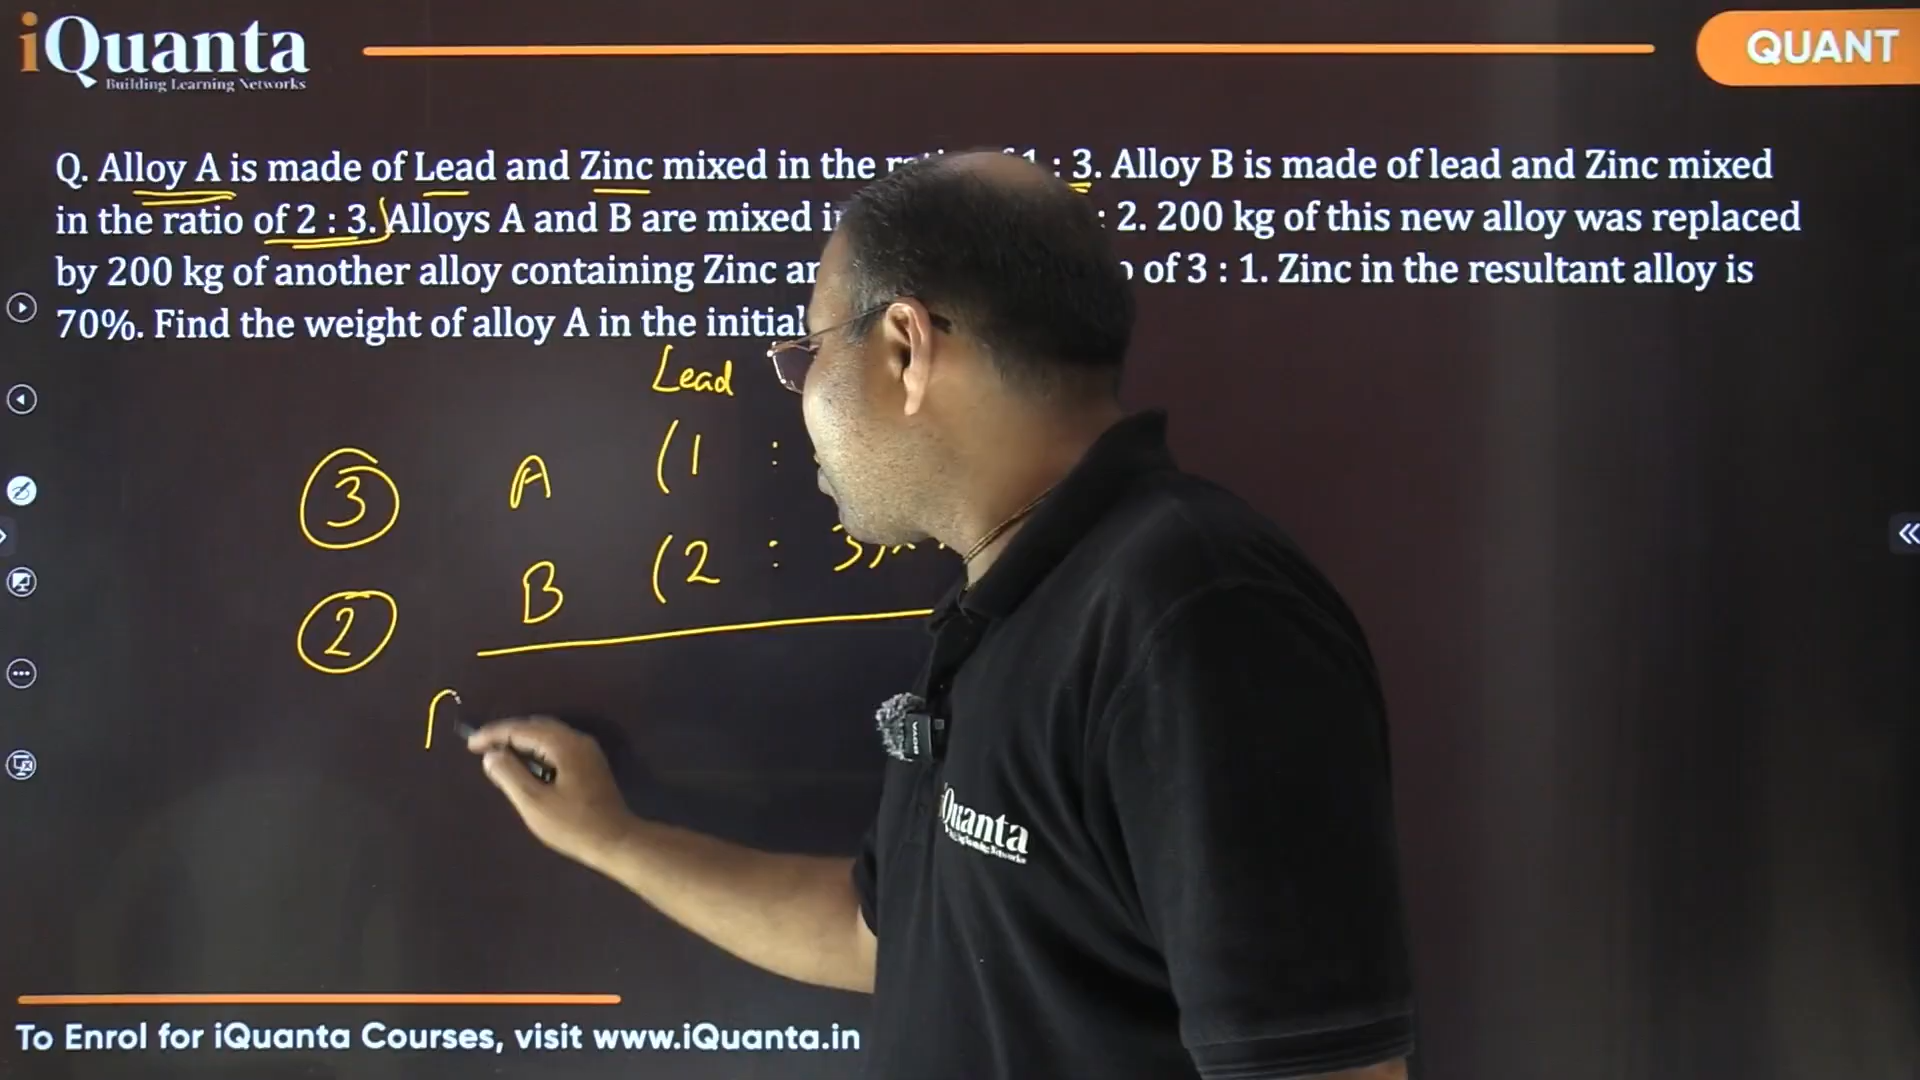 iQuanta
Building Learning Networks
QUANT
Q. Alloy A is made of Lead and Zinc mixed in the : 3. Alloy B is made of lead and Zinc mixed
in the ratio of 2 : 3. Alloys A and B are mixed : 2. 200 kg of this new alloy was replaced
by 200 kg of another alloy containing Zinc of 3 : 1. Zinc in the resultant alloy is
70%. Find the weight of alloy A in the initial
Lead
3 A (1 :
2 B (2 : 3)
iQuanta
To Enrol for iQuanta Courses, visit www.iQuanta.in